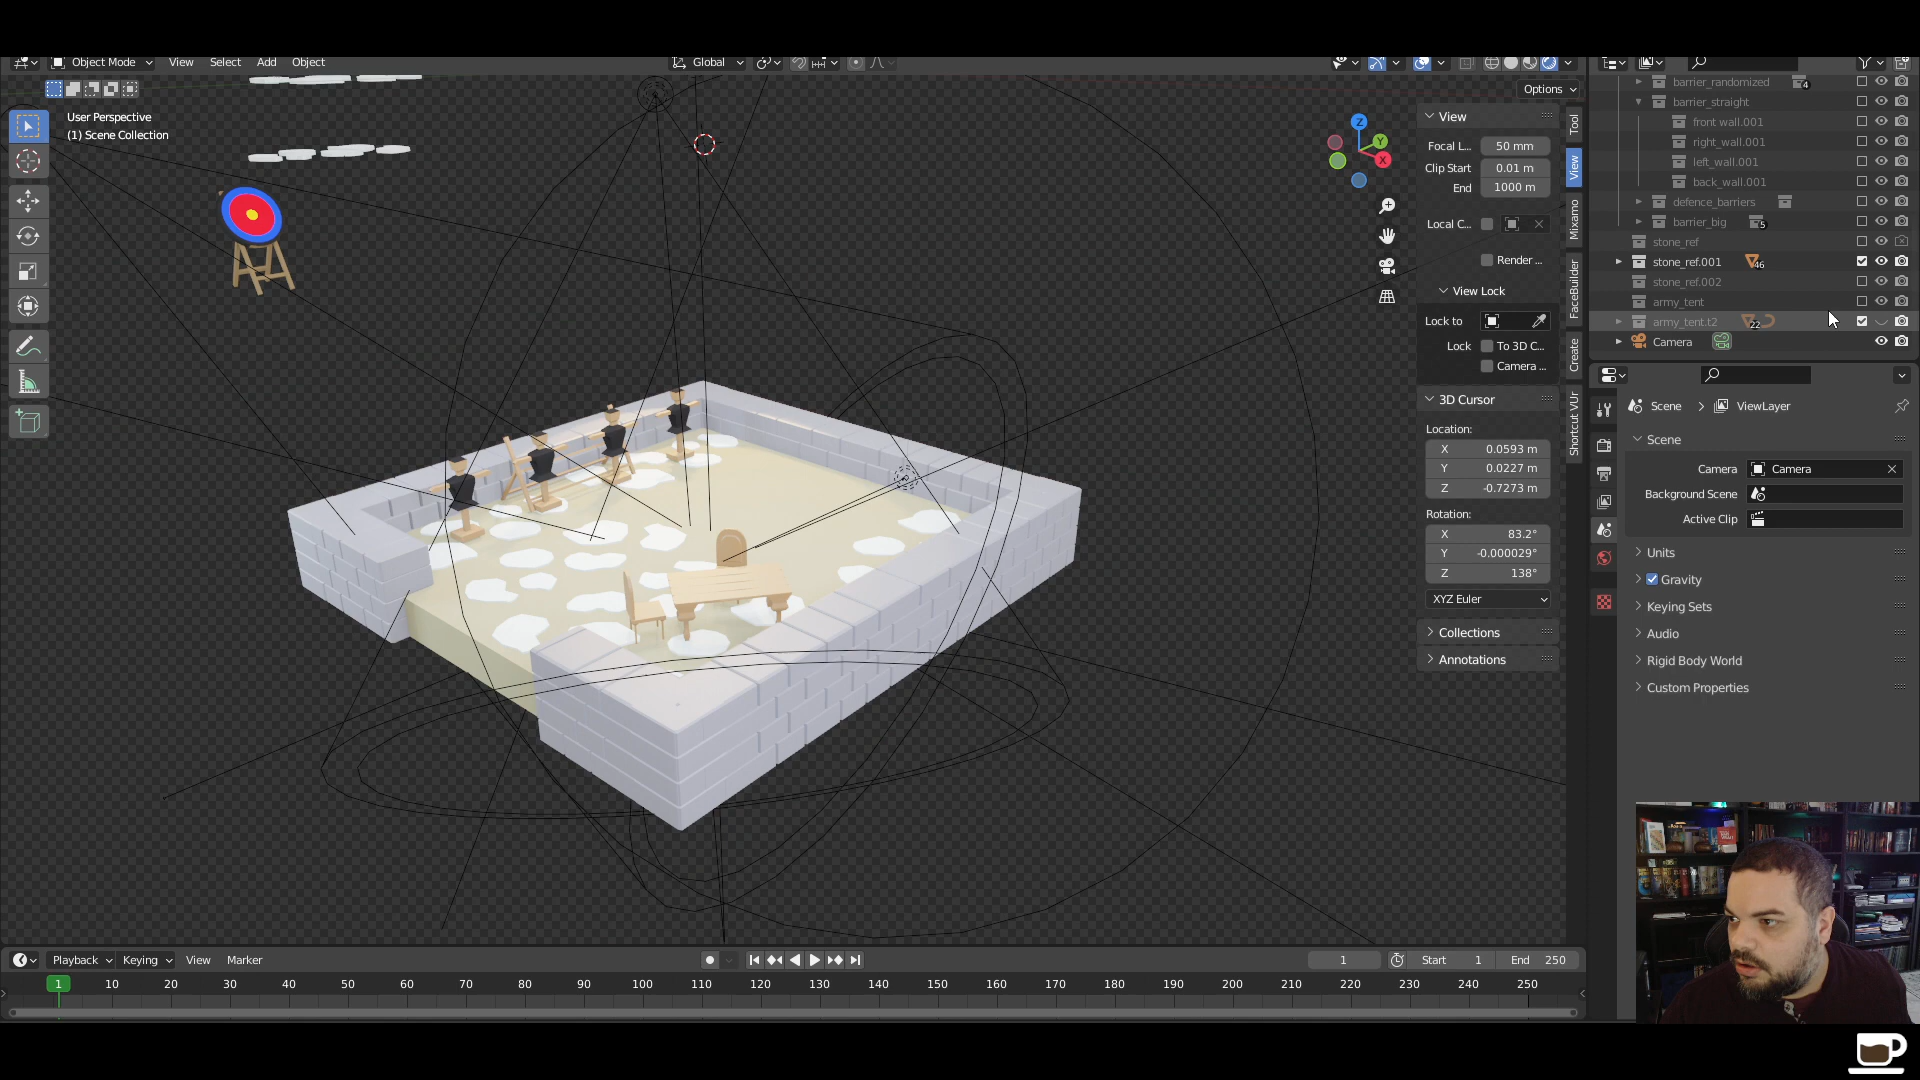 Object Mode
View
Select
Add
Object
Global
Options
User Perspective
(1) Scene Collection
Z
Y
X
View
Focal L...
50 mm
Clip Start
0.01 m
End
1000 m
Local C...
Render ...
View Lock
Lock to
Lock
To 3D C...
Camera ...
3D Cursor
Location:
X
0.0593 m
Y
0.0227 m
Z
-0.7273 m
Rotation:
X
83.2°
Y
-0.000029°
Z
138°
XYZ Euler
Collections
Annotations
Tool
View
Mixamo
FaceBuilder
Create
Shortcut VUr
barrier_randomized
4
barrier_straight
front wall.001
right_wall.001
left_wall.001
back_wall.001
defence_barriers
barrier_big
5
stone_ref
stone_ref.001
46
stone_ref.002
army_tent
army_tent.t2
22
Camera
Scene
ViewLayer
Scene
Camera
Camera
Background Scene
Active Clip
Units
Gravity
Keying Sets
Audio
Rigid Body World
Custom Properties
Playback
Keying
View
Marker
1
Start
1
End
250
1
10
20
30
40
50
60
70
80
90
100
110
120
130
140
150
160
170
180
190
200
210
220
230
240
250